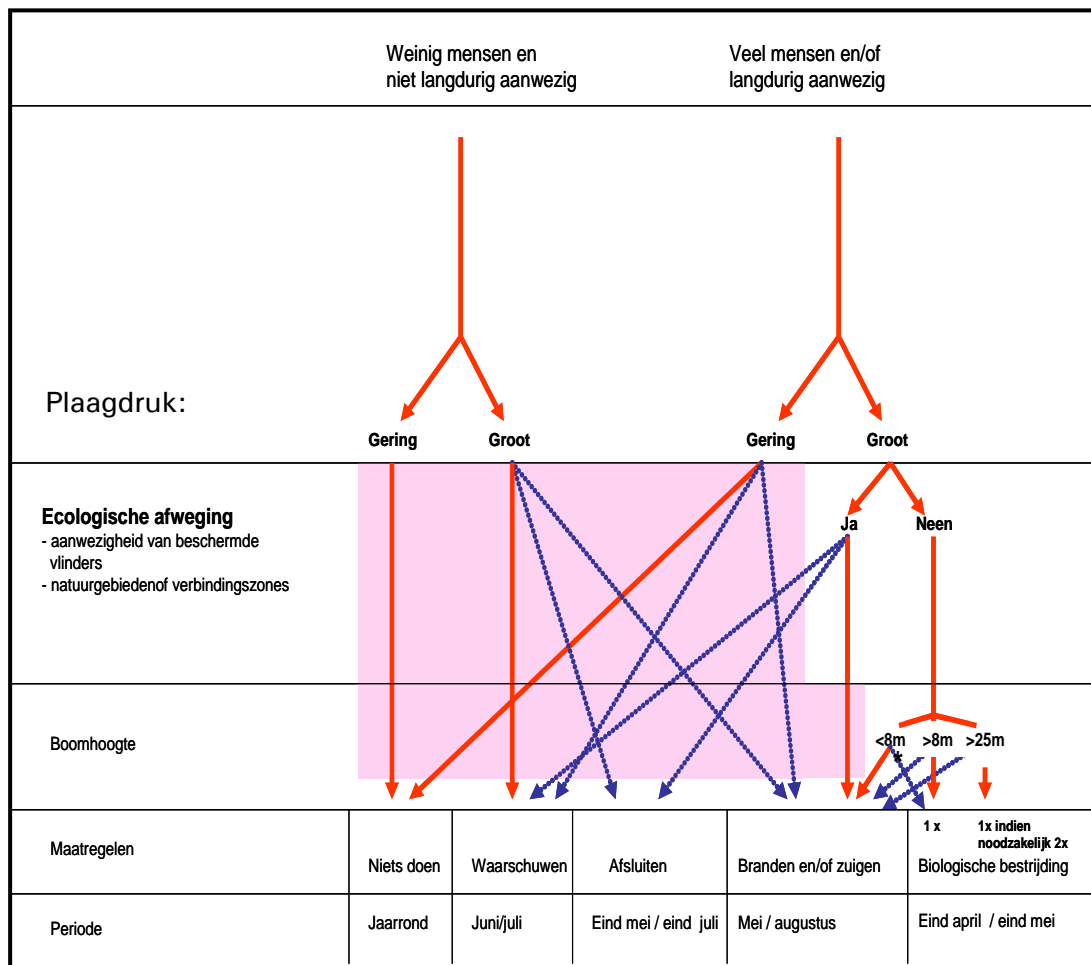 Weinig mensen en
niet langdurig aanwezig
Veel mensen en/of
langdurig aanwezig
Plaagdruk:
Gering
Groot
Gering
Groot
Ecologische afweging
- aanwezigheid van beschermde
vlinders
- natuurgebiedenof verbindingszones
Ja
Neen
Boomhoogte
<8m
*
>8m
>25m
Maatregelen
Niets doen
Waarschuwen
Afsluiten
Branden en/of zuigen
1 x
1x indien
noodzakelijk 2x
Biologische bestrijding
Periode
Jaarrond
Juni/juli
Eind mei / eind juli
Mei / augustus
Eind april / eind mei